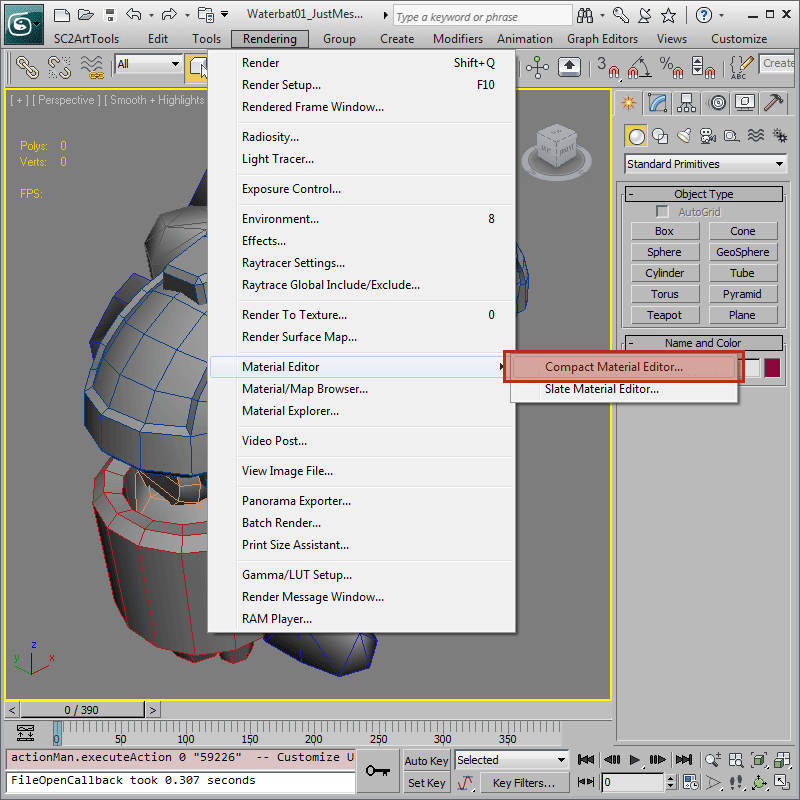 Waterbat01_JustMes...
Type a keyword or phrase
SC2ArtTools Edit Tools Rendering Group Create Modifiers Animation Graph Editors Views Customize
All
3
%
ABC
Create
[ + ] [ Perspective ] [ Smooth + Highlights
Polys: 0
Verts: 0
FPS:
Render Shift+Q
Render Setup... F10
Rendered Frame Window...
Radiosity...
Light Tracer...
Exposure Control...
Environment... 8
Effects...
Raytracer Settings...
Raytrace Global Include/Exclude...
Render To Texture... 0
Render Surface Map...
Material Editor
Material/Map Browser...
Material Explorer...
Video Post...
View Image File...
Panorama Exporter...
Batch Render...
Print Size Assistant...
Gamma/LUT Setup...
Render Message Window...
RAM Player...
Compact Material Editor...
Slate Material Editor...
Standard Primitives
- Object Type
AutoGrid
Box Cone
Sphere GeoSphere
Cylinder Tube
Torus Pyramid
Teapot Plane
- Name and Color
z
y x
< 0 / 390 >
0 50 100 150 200 250 300 350
actionMan.executeAction 0 "59226" -- Customize U
FileOpenCallback took 0.307 seconds
Auto Key Selected
Set Key Key Filters...
0